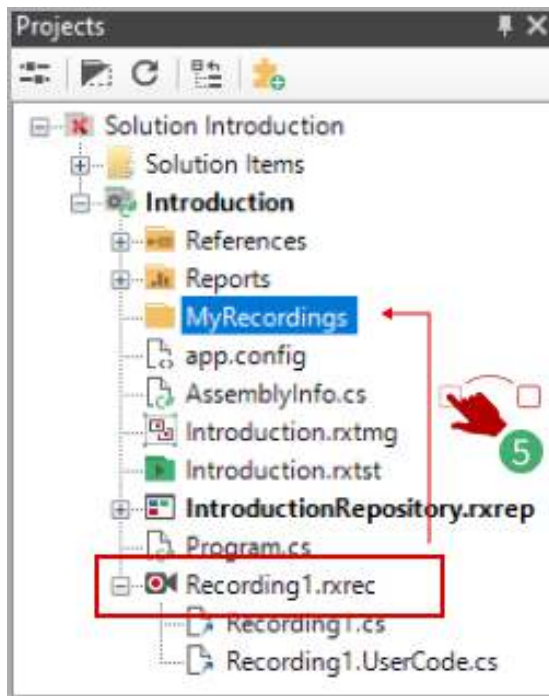 Projects
Solution Introduction
Solution Items
Introduction
References
Reports
MyRecordings
app.config
AssemblyInfo.cs
Introduction.rxtmg
Introduction.rxtst
5
IntroductionRepository.rxrep
Program.cs
Recording1.rxrec
Recording1.cs
Recording1.UserCode.cs